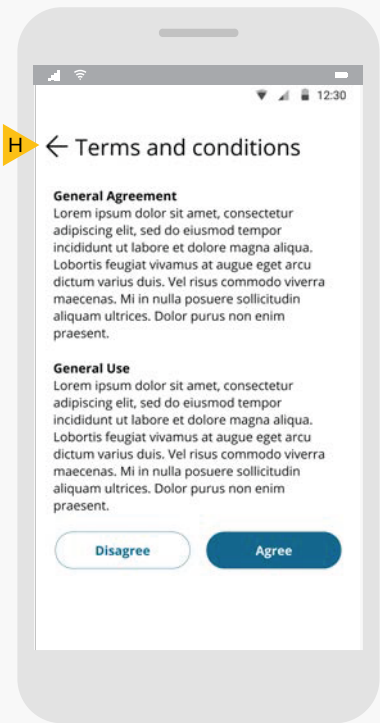 12:30
H
Terms and conditions
General Agreement
Lorem ipsum dolor sit amet, consectetur
adipiscing elit, sed do eiusmod tempor
incididunt ut labore et dolore magna aliqua.
Lobortis feugiat vivamus at augue eget arcu
dictum varius duis. Vel risus commodo viverra
maecenas. Mi in nulla posuere sollicitudin
aliquam ultrices. Dolor purus non enim
praesent.
General Use
Lorem ipsum dolor sit amet, consectetur
adipiscing elit, sed do eiusmod tempor
incididunt ut labore et dolore magna aliqua.
Lobortis feugiat vivamus at augue eget arcu
dictum varius duis. Vel risus commodo viverra
maecenas. Mi in nulla posuere sollicitudin
aliquam ultrices. Dolor purus non enim
praesent.
Disagree
Agree